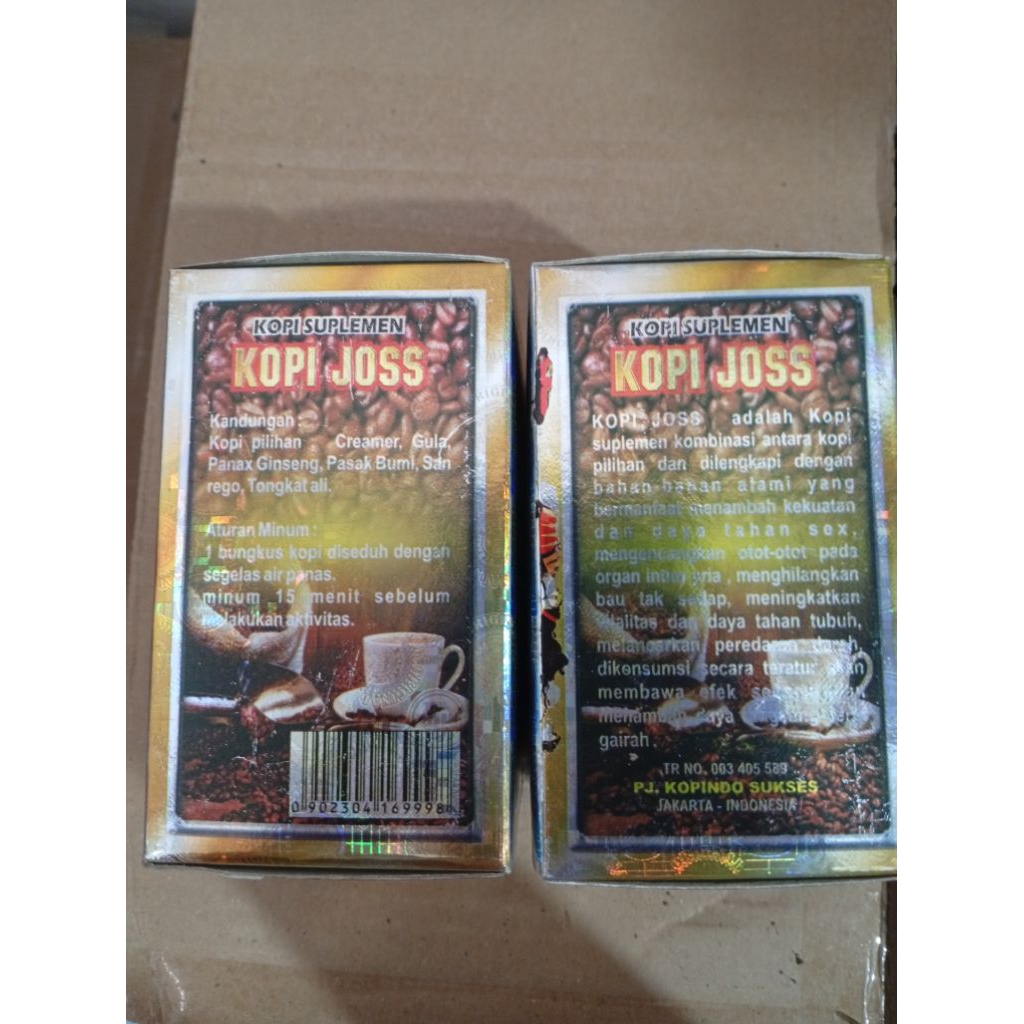 KOPI SUPLEMEN
KOPI JOSS
Kandungan :
Kopi pilihan Creamer, Gula,
Panax Ginseng, Pasak Bumi, San
rego, Tongkat ali.
Aturan Minum :
1 bungkus kopi diseduh dengan
segelas air panas.
minum 15 menit sebelum
melakukan aktivitas.
0 902304 169998
KOPI SUPLEMEN
KOPI JOSS
KOPI JOSS adalah Kopi
suplemen kombinasi antara kopi
pilihan dan dilengkapi dengan
bahan-bahan alami yang
bermanfaat menambah kekuatan
dan daya tahan sex,
mengencangkan otot-otot pada
organ intim pria , menghilangkan
bau tak sedap, meningkatkan
vitalitas dan daya tahan tubuh,
melancarkan peredaran darah,
dikonsumsi secara teratur akan
membawa efek
menambah daya
gairah .
TR NO. 003 405 589
PJ. KOPINDO SUKSES
JAKARTA - INDONESIA